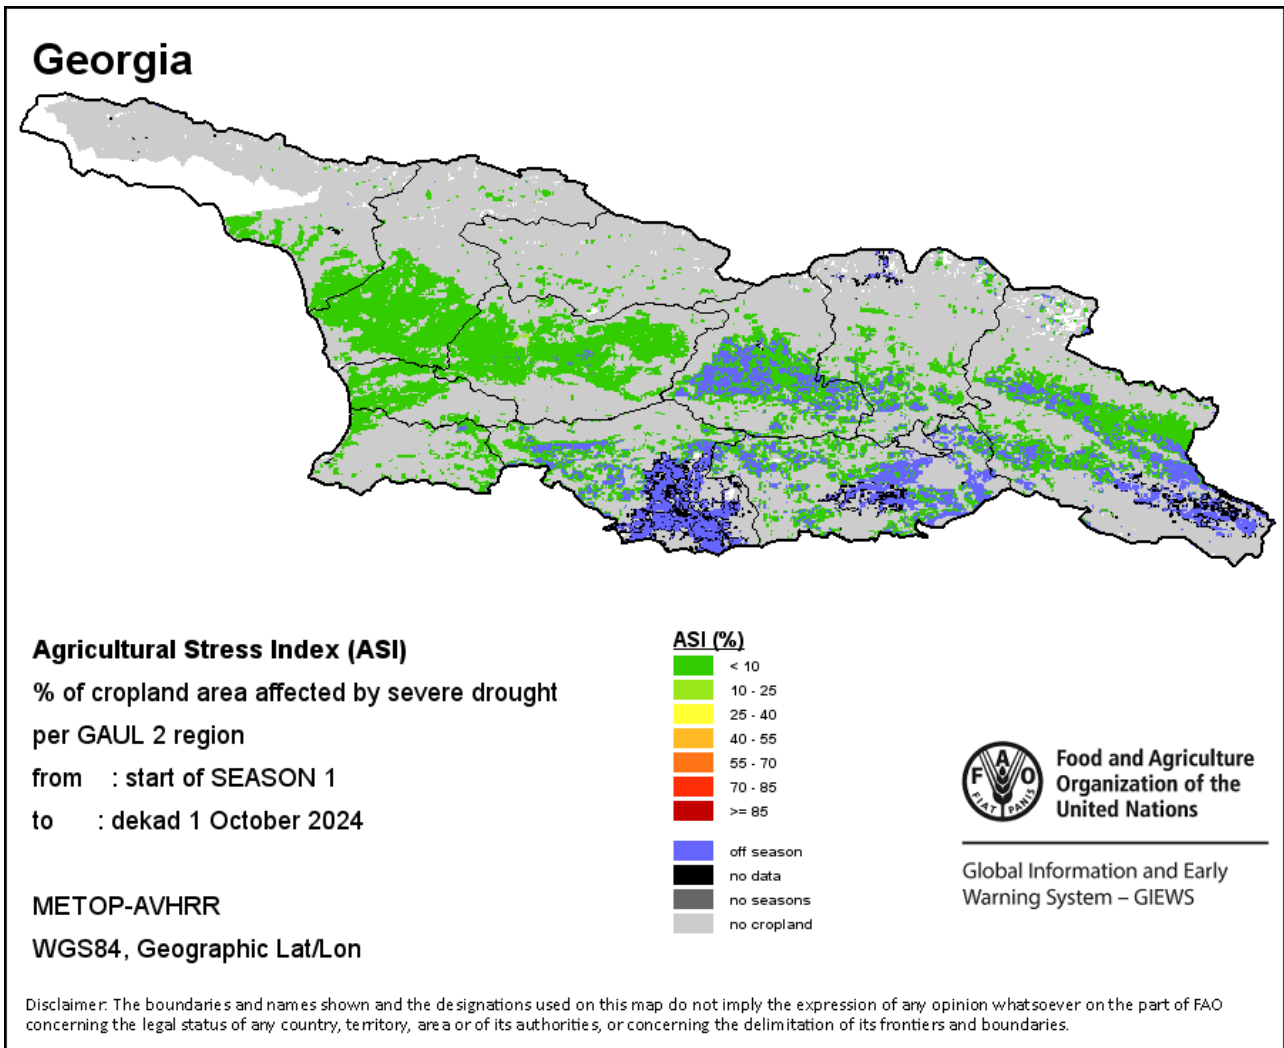 Georgia
Agricultural Stress Index (ASI)
% of cropland area affected by severe drought
per GAUL 2 region
from : start of SEASON 1
to : dekad 1 October 2024
METOP-AVHRR
WGS84, Geographic Lat/Lon
ASI (%)
< 10
10 - 25
25 - 40
40 - 55
55 - 70
70 - 85
>= 85
off season
no data
no seasons
no cropland
F A O
FIAT PANIS
Food and Agriculture
Organization of the
United Nations
Global Information and Early
Warning System – GIEWS
Disclaimer: The boundaries and names shown and the designations used on this map do not imply the expression of any opinion whatsoever on the part of FAO
concerning the legal status of any country, territory, area or of its authorities, or concerning the delimitation of its frontiers and boundaries.